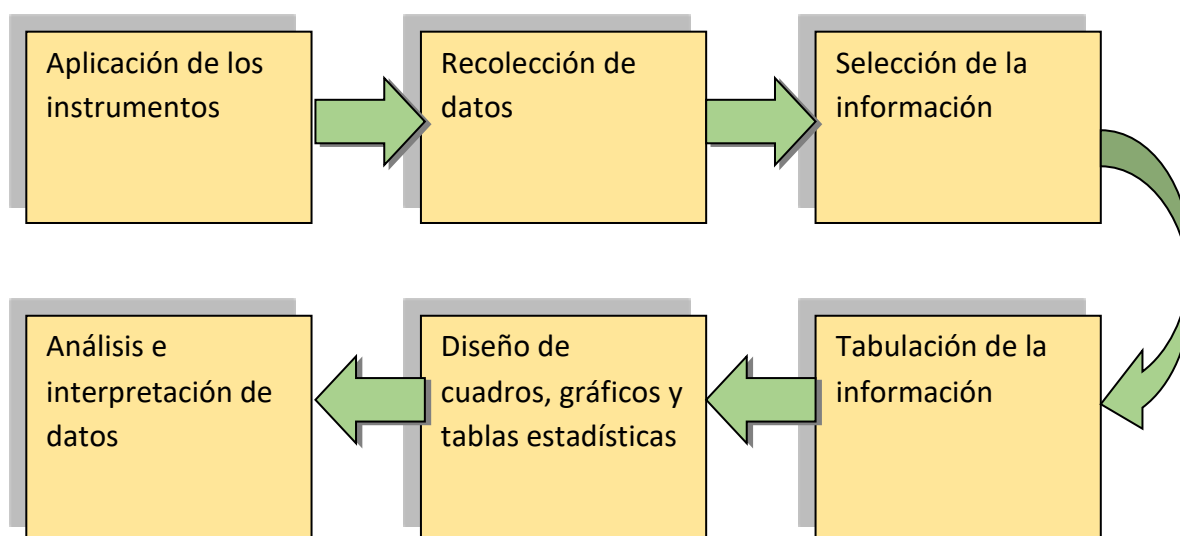 Aplicación de los
instrumentos
Recolección de
datos
Selección de la
información
Tabulación de la
información
Diseño de
cuadros, gráficos y
tablas estadísticas
Análisis e
interpretación de
datos